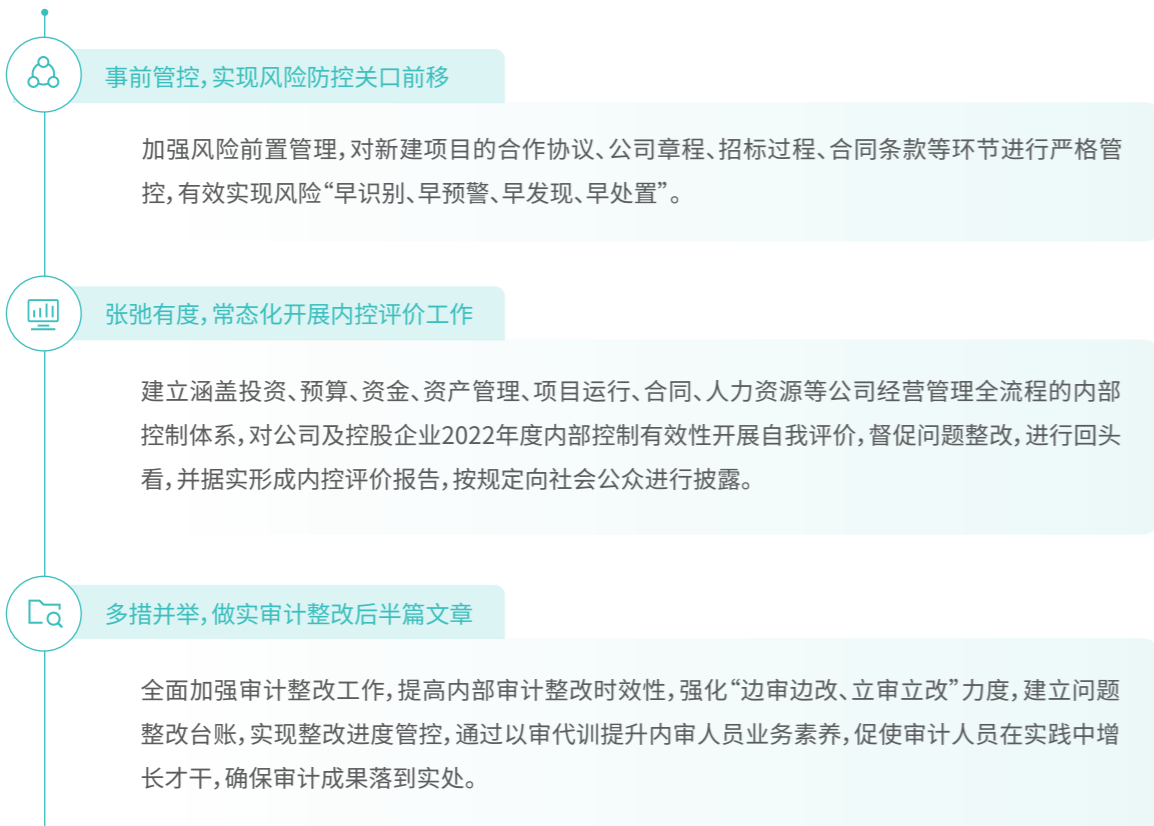 事前管控，实现风险防控关口前移
加强风险前置管理，对新建项目的合作协议、公司章程、招标过程、合同条款等环节进行严格管
控，有效实现风险“早识别、早预警、早发现、早处置”。
张弛有度，常态化开展内控评价工作
建立涵盖投资、预算、资金、资产管理、项目运行、合同、人力资源等公司经营管理全流程的内部
控制体系，对公司及控股企业2022年度内部控制有效性开展自我评价，督促问题整改，进行回头
看，并据实形成内控评价报告，按规定向社会公众进行披露。
多措并举，做实审计整改后半篇文章
全面加强审计整改工作，提高内部审计整改时效性，强化“边审边改、立审立改”力度，建立问题
整改台账，实现整改进度管控，通过以审代训提升内审人员业务素养，促使审计人员在实践中增
长才干，确保审计成果落到实处。